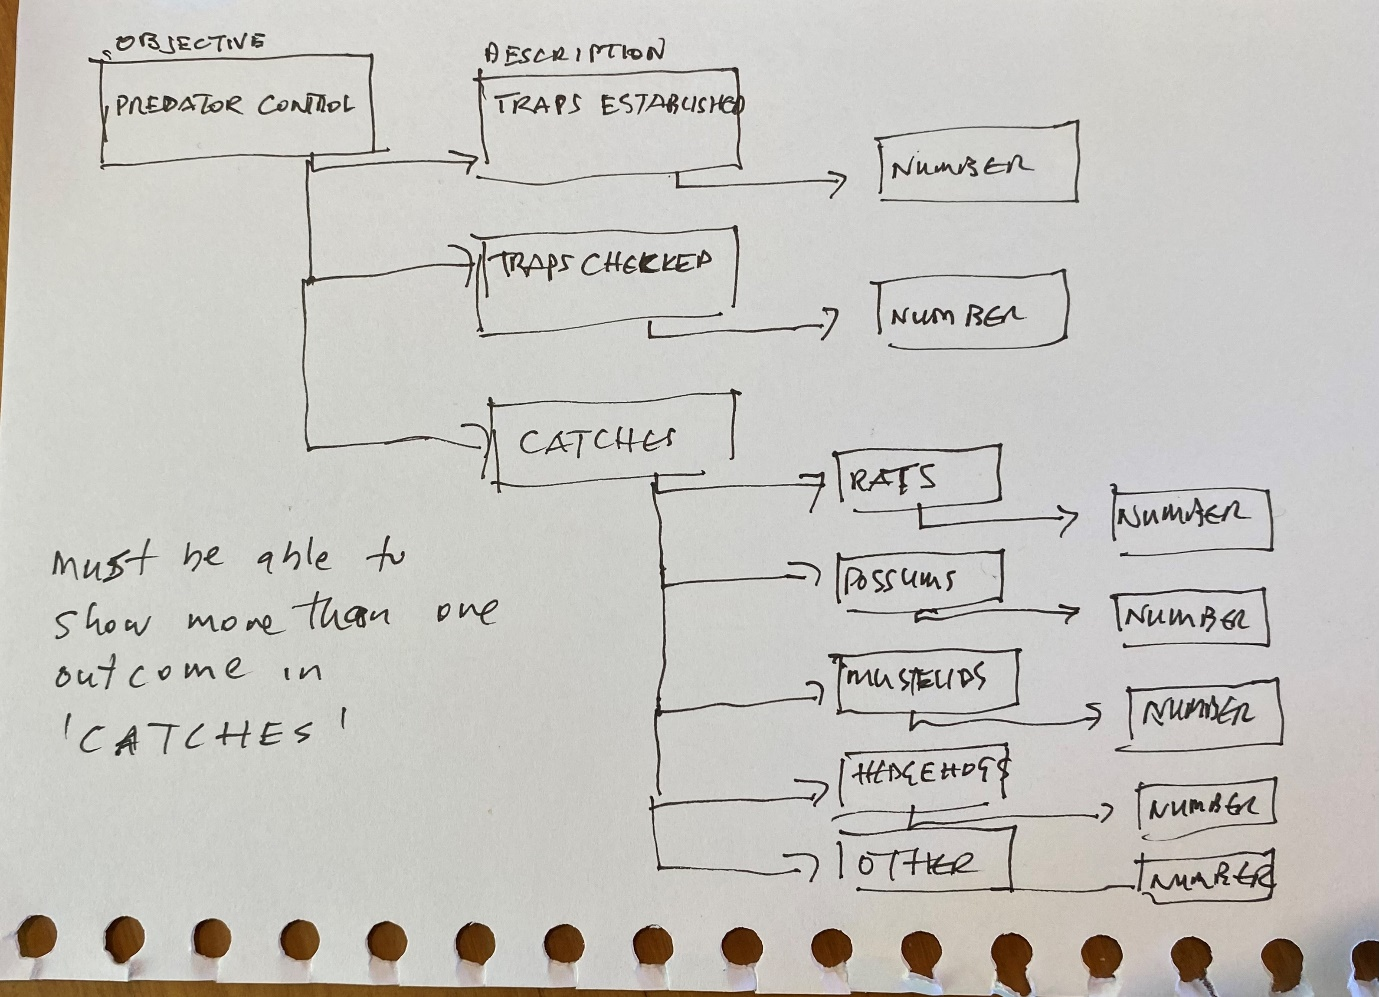 OBJECTIVE
PREDATOR CONTROL
DESCRIPTION
TRAPS ESTABLISHED
NUMBER
TRAPS CHECKED
NUMBER
CATCHES
RATS
NUMBER
POSSUMS
NUMBER
MUSTELIDS
NUMBER
HEDGEHOGS
NUMBER
OTHER
NUMBER
must be able to
show more than one
outcome in
'CATCHES'